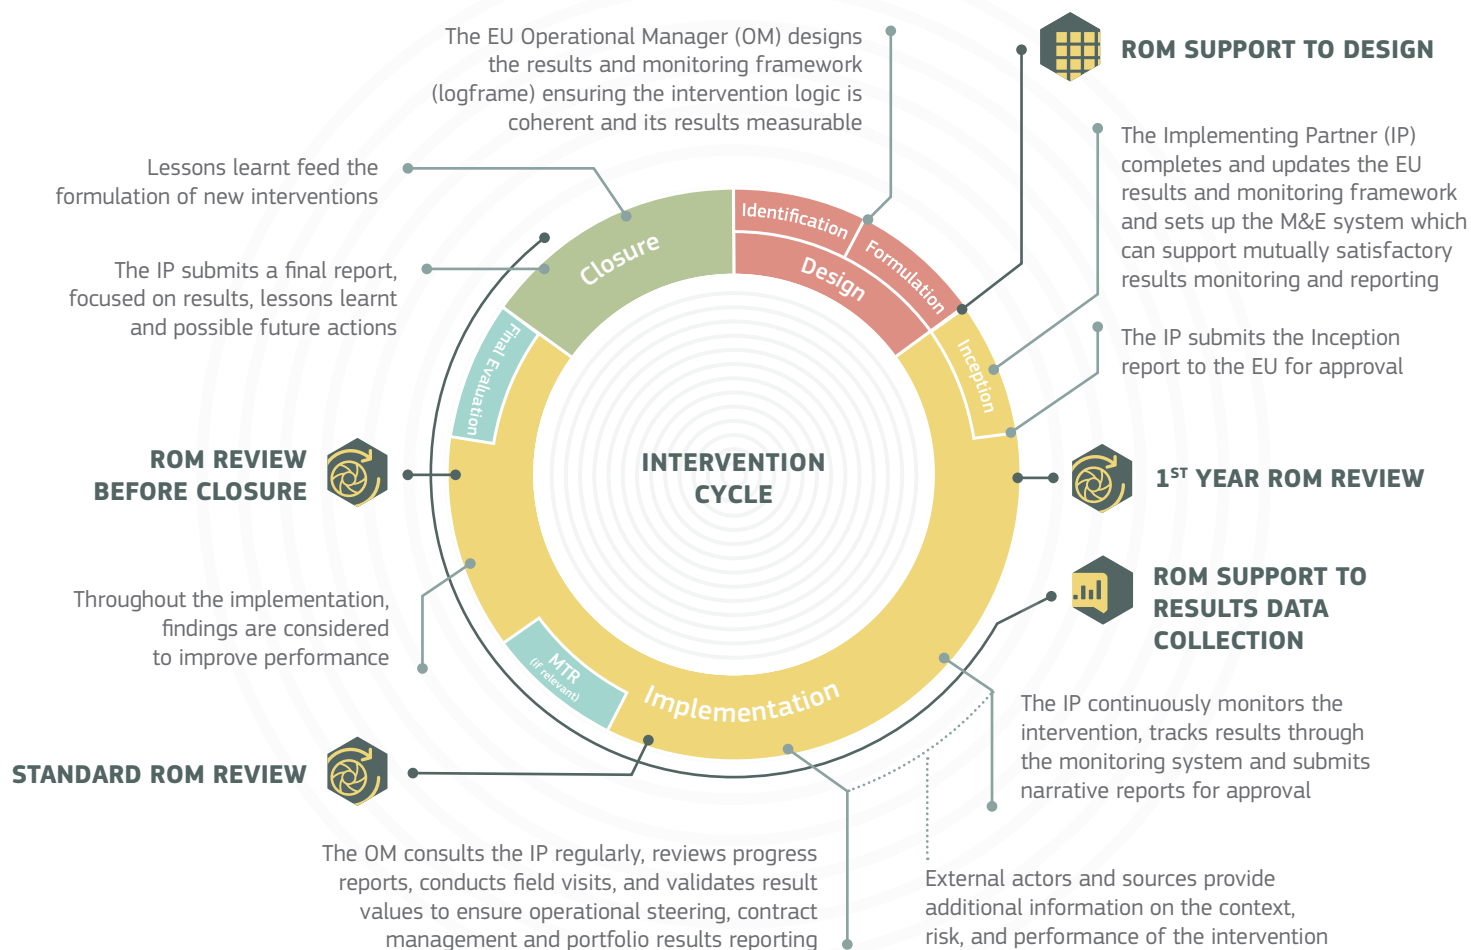 The EU Operational Manager (OM) designs
the results and monitoring framework
(logframe) ensuring the intervention logic is
coherent and its results measurable
ROM SUPPORT TO DESIGN
The Implementing Partner (IP)
completes and updates the EU
results and monitoring framework
and sets up the M&E system which
can support mutually satisfactory
results monitoring and reporting
The IP submits the Inception
report to the EU for approval
Lessons learnt feed the
formulation of new interventions
The IP submits a final report,
focused on results, lessons learnt
and possible future actions
Closure
Identification
Formulation
Design
Inception
Final Evaluation
INTERVENTION
CYCLE
ROM REVIEW
BEFORE CLOSURE
1ST YEAR ROM REVIEW
ROM SUPPORT TO
RESULTS DATA
COLLECTION
Throughout the implementation,
findings are considered
to improve performance
MTR
(if relevant)
Implementation
STANDARD ROM REVIEW
The IP continuously monitors the
intervention, tracks results through
the monitoring system and submits
narrative reports for approval
The OM consults the IP regularly, reviews progress
reports, conducts field visits, and validates result
values to ensure operational steering, contract
management and portfolio results reporting
External actors and sources provide
additional information on the context,
risk, and performance of the intervention